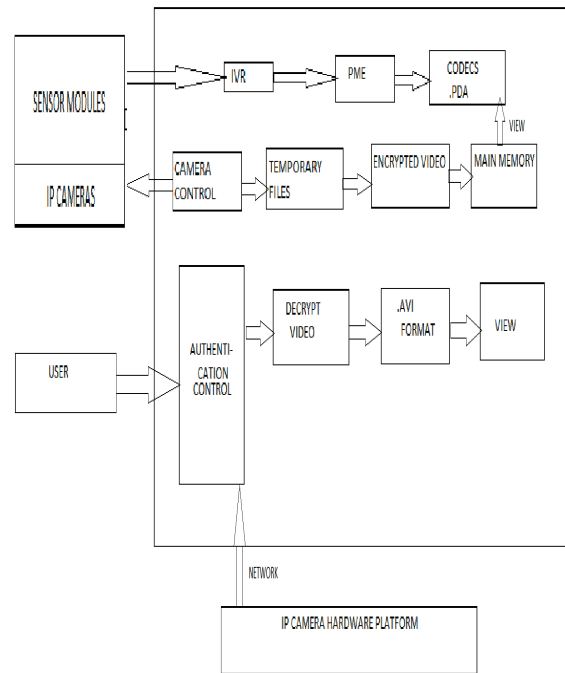 SENSOR MODULES
IP CAMERAS
IVR
PME
CODECS
.PDA
VIEW
CAMERA
CONTROL
TEMPORARY
FILES
ENCRYPTED VIDEO
MAIN MEMORY
USER
AUTHENTI-
CATION
CONTROL
DECRYPT
VIDEO
.AVI
FORMAT
VIEW
NETWORK
IP CAMERA HARDWARE PLATFORM